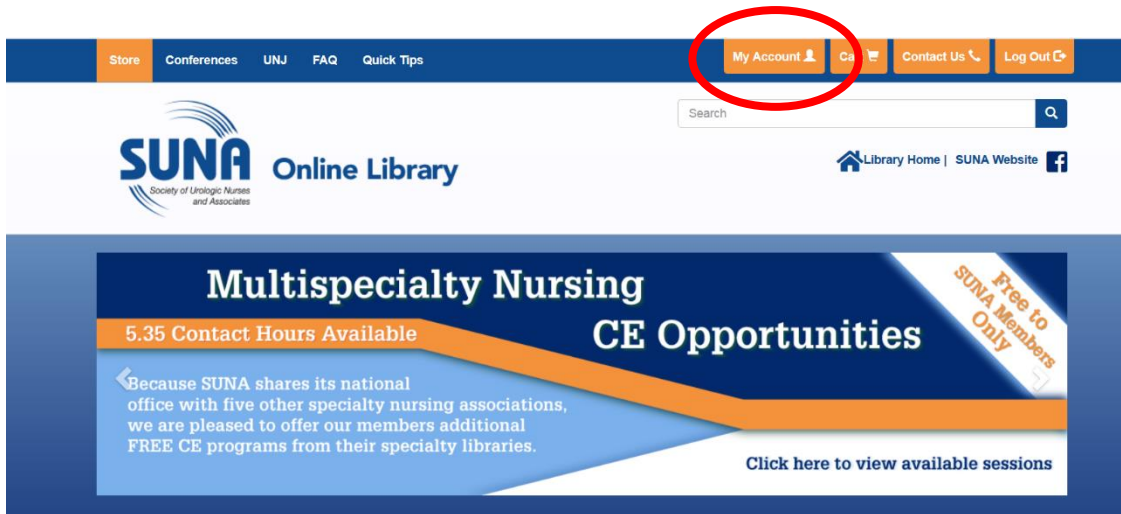 Store Conferences UNJ FAQ Quick Tips
My Account Contact Us Log Out
Search
SUNA
Society of Urologic Nurses
and Associates
Online Library
Library Home | SUNA Website
Multispecialty Nursing
CE Opportunities
Free to
SUNA Members
Only
5.35 Contact Hours Available
Because SUNA shares its national
office with five other specialty nursing associations,
we are pleased to offer our members additional
FREE CE programs from their specialty libraries.
Click here to view available sessions